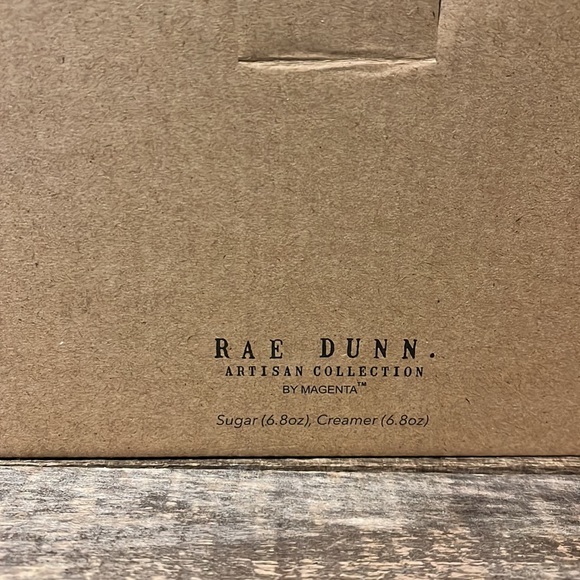 RAE DUNN.
ARTISAN COLLECTION
BY MAGENTA™
Sugar (6.8oz), Creamer (6.8oz)